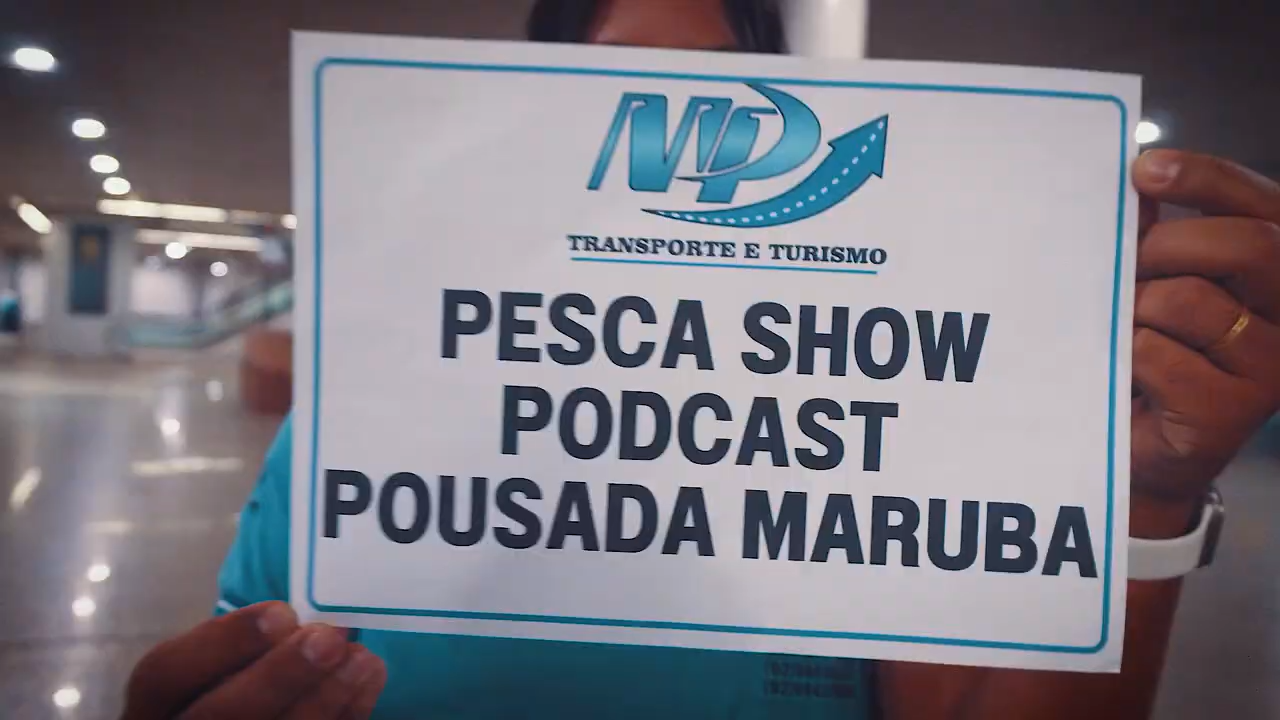 MP
TRANSPORTE E TURISMO
PESCA SHOW
PODCAST
POUSADA MARUBA